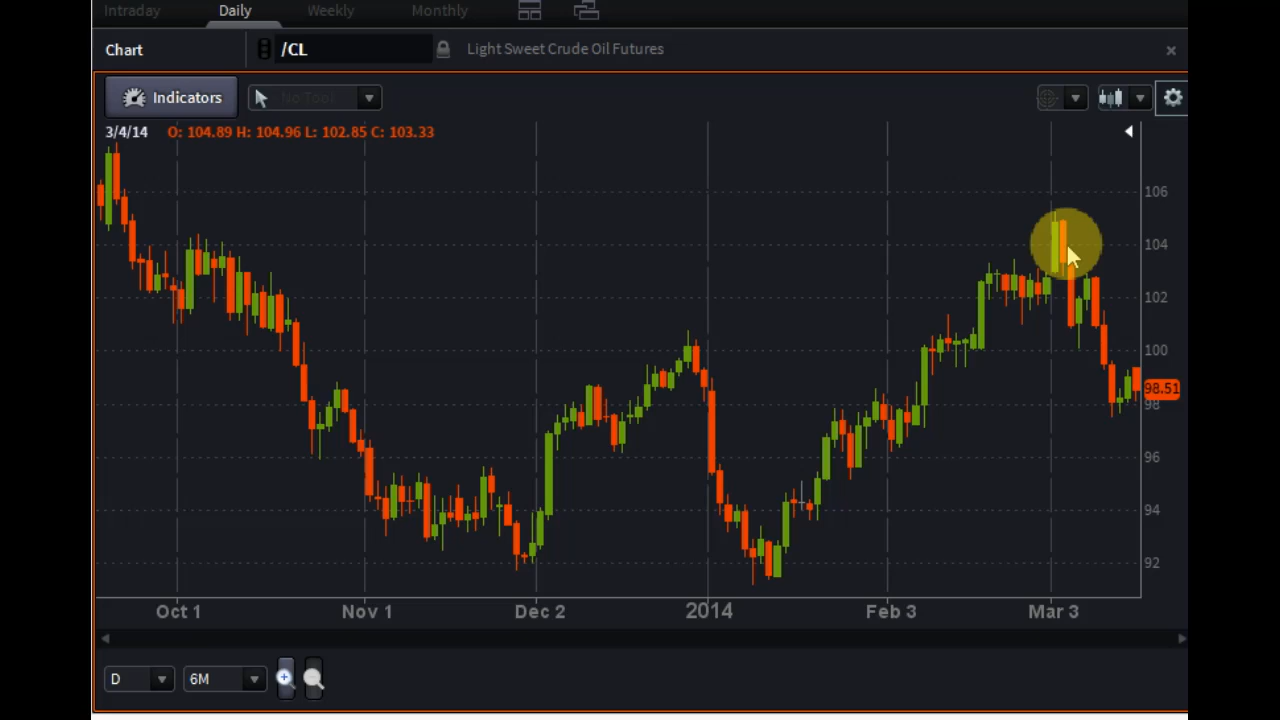 Intraday Daily Weekly Monthly
Chart /CL Light Sweet Crude Oil Futures ×
Indicators No Tool
3/4/14 O: 104.89 H: 104.96 L: 102.85 C: 103.33
106
104
102
100
98.51
98
96
94
92
Oct 1 Nov 1 Dec 2 2014 Feb 3 Mar 3
D 6M